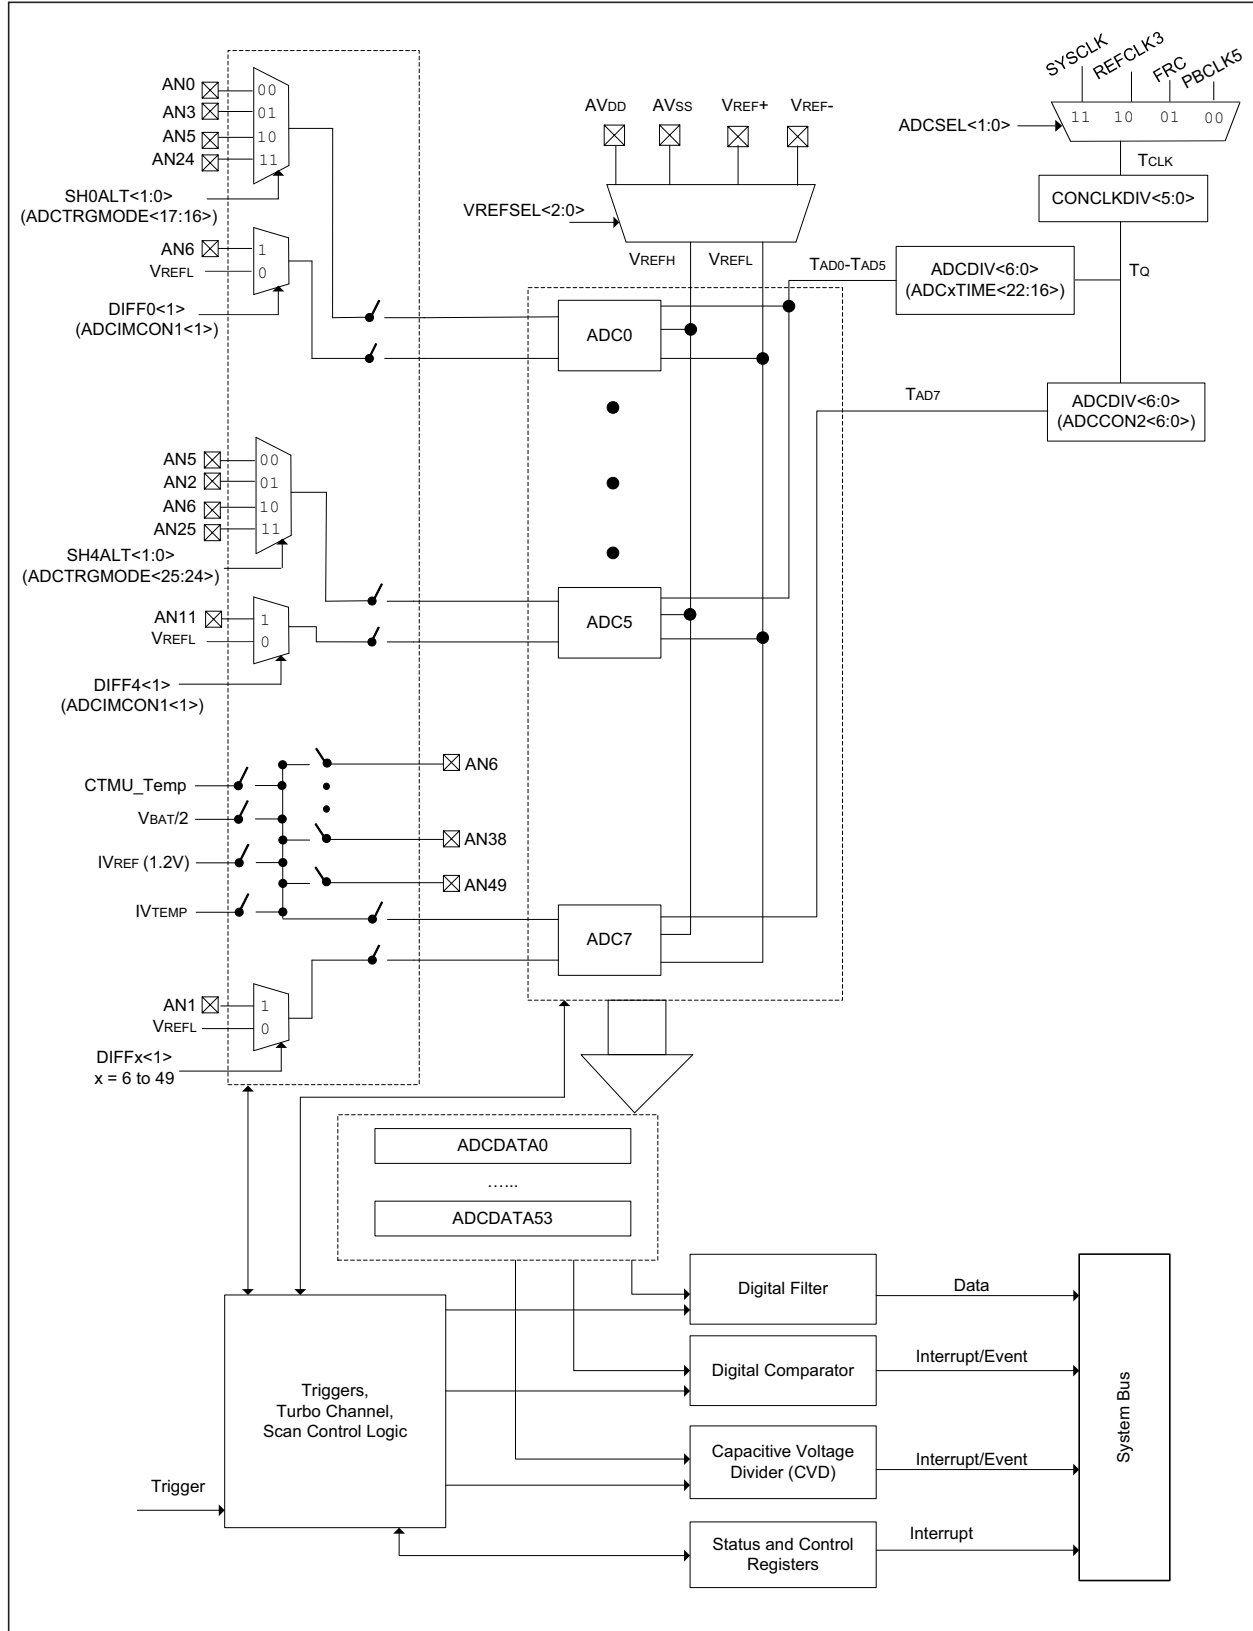 SYSCLK
REFCLK3
FRC
PBCLK5
11 10 01 00
ADCSEL<1:0>
TCLK
CONCLKDIV<5:0>
AN0
AN3
AN5
AN24
00
01
10
11
SH0ALT<1:0>
(ADCTRGMODE<17:16>)
AVDD
AVSS
VREF+
VREF-
VREFSEL<2:0>
VREFH
VREFL
AN6
VREFL
1
0
DIFF0<1>
(ADCIMCON1<1>)
TAD0-TAD5
ADCDIV<6:0>
(ADCxTIME<22:16>)
TQ
ADC0
TAD7
ADCDIV<6:0>
(ADCCON2<6:0>)
AN5
AN2
AN6
AN25
00
01
10
11
SH4ALT<1:0>
(ADCTRGMODE<25:24>)
AN11
VREFL
1
0
DIFF4<1>
(ADCIMCON1<1>)
ADC5
CTMU_Temp
VBAT/2
IVREF (1.2V)
IVTEMP
AN6
AN38
AN49
ADC7
AN1
VREFL
1
0
DIFFx<1>
x = 6 to 49
ADCDATA0
......
ADCDATA53
Triggers,
Turbo Channel,
Scan Control Logic
Trigger
Digital Filter
Data
Digital Comparator
Interrupt/Event
Capacitive Voltage
Divider (CVD)
Interrupt/Event
Status and Control
Registers
Interrupt
System Bus